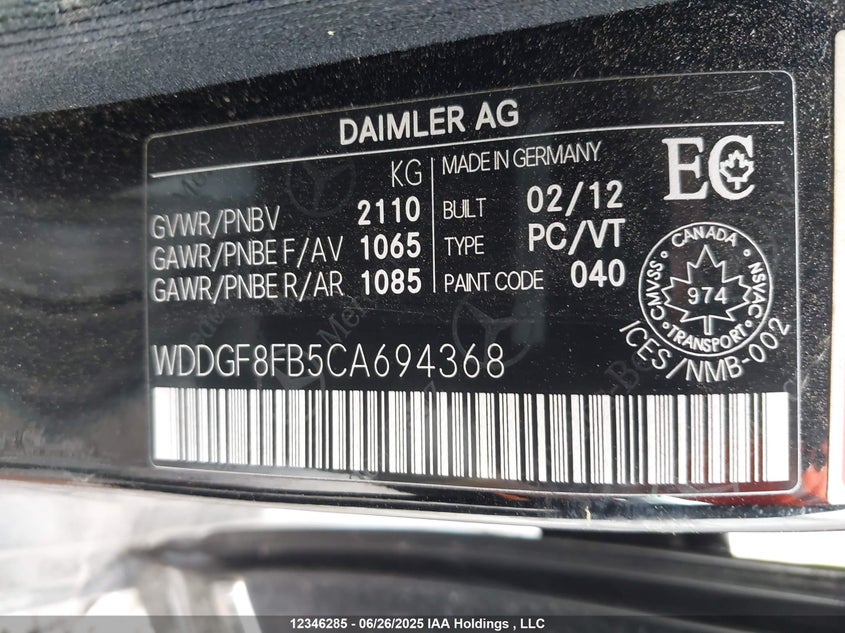 DAIMLER AG
KG
GVWR/PNBV 2110
GAWR/PNBE F/AV 1065
GAWR/PNBE R/AR 1085
MADE IN GERMANY
BUILT 02/12
TYPE PC/VT
PAINT CODE 040
EC
CANADA
CMVSS 974 NSVAC
TRANSPORT
ICES/NMB-002
WDDGF8FB5CA694368
12346285 - 06/26/2025 IAA Holdings , LLC